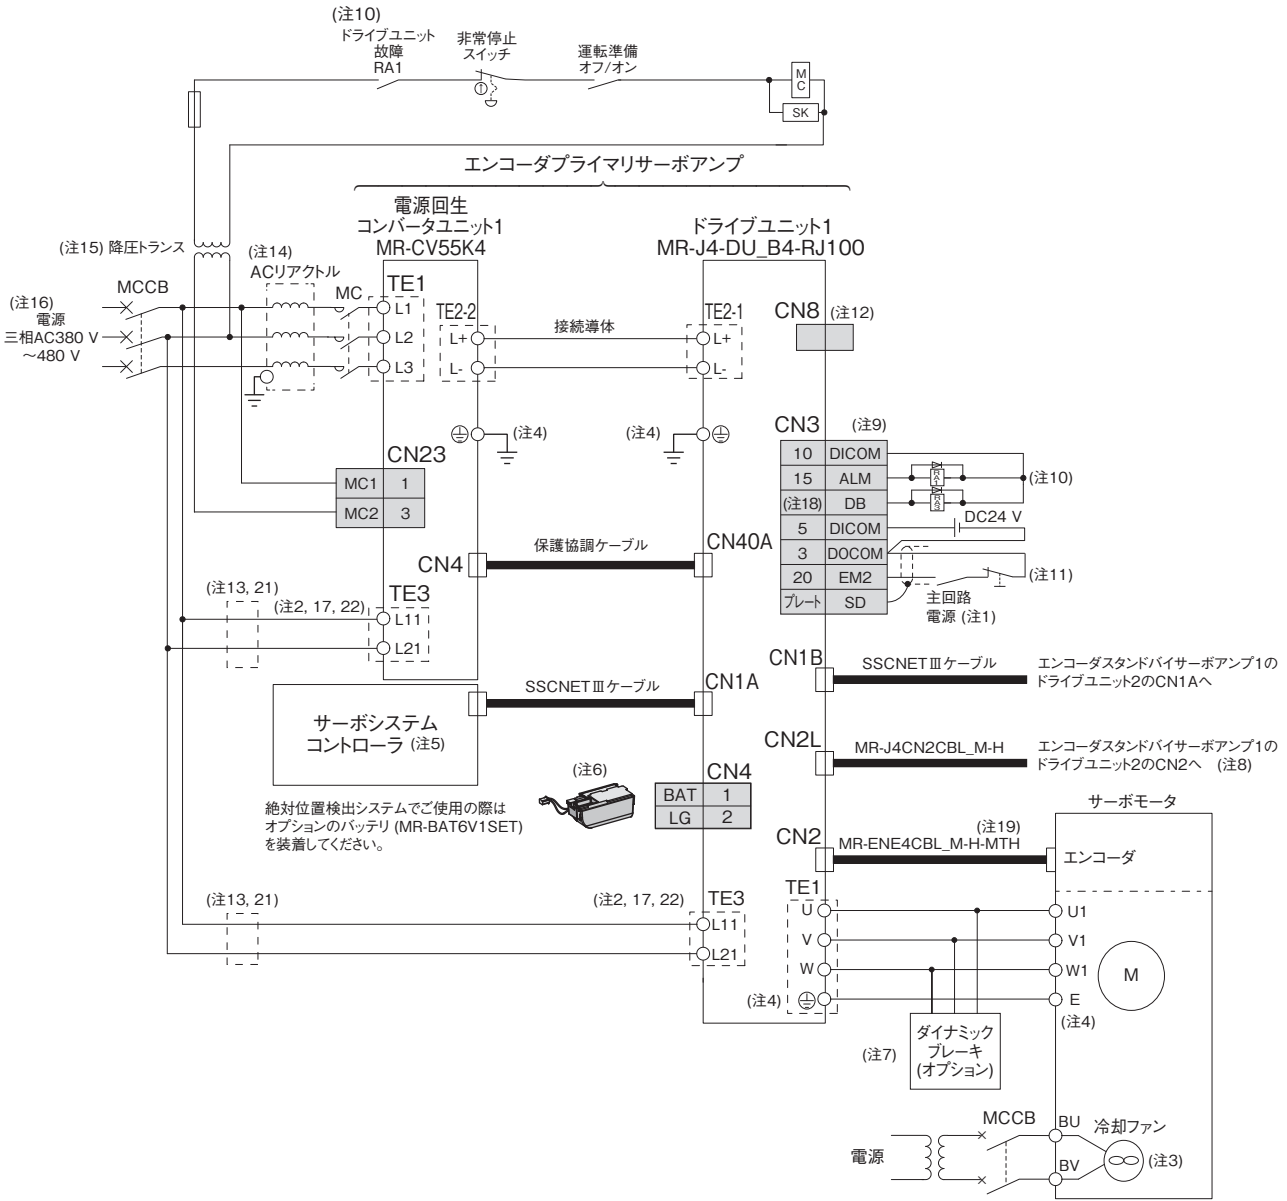 (注10)
ドライブユニット
故障
RA1
非常停止
スイッチ
運転準備
オフ/オン
MC
SK
エンコーダプライマリサーボアンプ
電源回生
コンバータユニット1
MR-CV55K4
ドライブユニット1
MR-J4-DU_B4-RJ100
(注15) 降圧トランス
(注14)
ACリアクトル
MCCB
MC
TE1
(注16)
電源
三相AC380 V
～480 V
L1
L2
L3
TE2-2
L+
L-
接続導体
TE2-1
L+
L-
CN8 (注12)
(注4)
(注4)
CN23
MC1 1
MC2 3
CN3 (注9)
10 DICOM
15 ALM
(注18) DB
5 DICOM
3 DOCOM
20 EM2
プレート SD
RA1
RA3
(注10)
DC24 V
(注11)
主回路
電源 (注1)
CN4
保護協調ケーブル
CN40A
(注13, 21)
(注2, 17, 22)
TE3
L11
L21
CN1B
SSCNETⅢケーブル
エンコーダスタンドバイサーボアンプ1の
ドライブユニット2のCN1Aへ
SSCNETⅢケーブル
CN1A
サーボシステム
コントローラ (注5)
CN2L
MR-J4CN2CBL_M-H
エンコーダスタンドバイサーボアンプ1の
ドライブユニット2のCN2へ (注8)
(注6)
CN4
BAT 1
LG 2
絶対位置検出システムでご使用の際は
オプションのバッテリ (MR-BAT6V1SET)
を装着してください。
サーボモータ
CN2
(注19)
MR-ENE4CBL_M-H-MTH
エンコーダ
(注13, 21)
(注2, 17, 22)
TE3
L11
L21
TE1
U
V
W
(注4)
U1
V1
W1
E
(注4)
M
(注7)
ダイナミック
ブレーキ
(オプション)
電源
MCCB
BU
BV
冷却ファン
(注3)